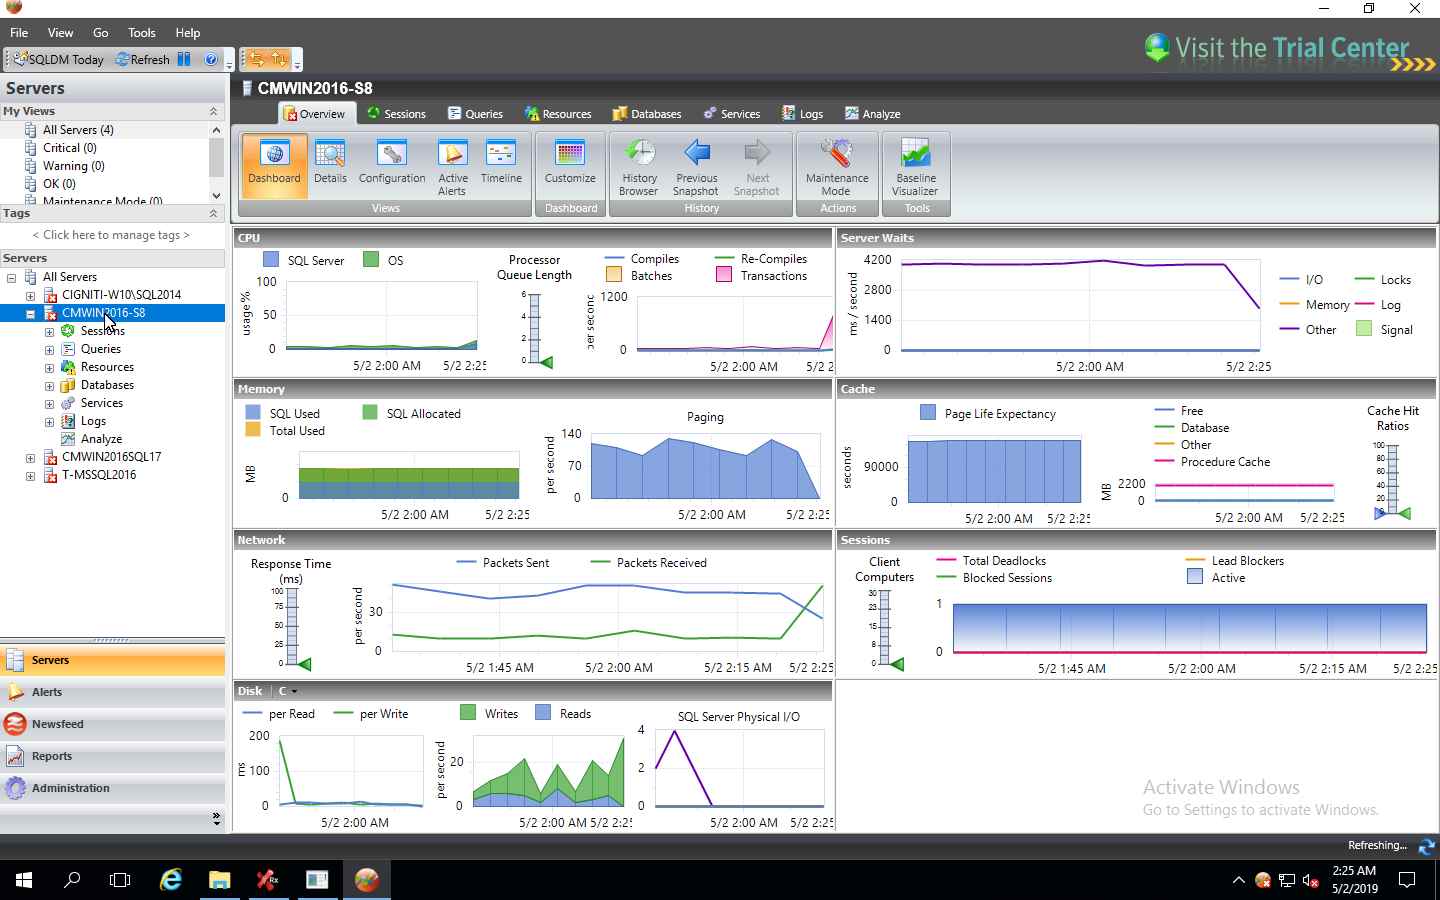 File View Go Tools Help
Visit the Trial Center
SQLDM Today Refresh
Servers
CMWIN2016-S8
My Views
All Servers (4)
Critical (0)
Warning (0)
OK (0)
Maintenance Mode (0)
Tags
< Click here to manage tags >
Servers
All Servers
CIGNITI-W10\SQL2014
CMWIN2016-S8
Sessions
Queries
Resources
Databases
Services
Logs
Analyze
CMWIN2016SQL17
T-MSSQL2016
Servers
Alerts
Newsfeed
Reports
Administration
Overview Sessions Queries Resources Databases Services Logs Analyze
Dashboard Details Configuration Active Alerts Timeline Customize History Browser Previous Snapshot Next Snapshot Maintenance Mode Baseline Visualizer
Views Dashboard History Actions Tools
CPU
SQL Server OS
usage %
100
50
0
5/2 2:00 AM 5/2 2:25
Processor
Queue Length
6
5
4
3
2
1
0
Compiles Re-Compiles
Batches Transactions
per second
1200
0
5/2 2:00 AM 5/2 2
Server Waits
ms / second
4200
2800
1400
0
5/2 2:00 AM 5/2 2:25
I/O Locks
Memory Log
Other Signal
Memory
SQL Used SQL Allocated
Total Used
MB
0
5/2 2:00 AM 5/2 2:25
Paging
per second
140
70
0
5/2 2:00 AM 5/2 2:25
Cache
Page Life Expectancy
seconds
90000
0
5/2 2:00 AM 5/2 2:25
Free
Database
Other
Procedure Cache
MB
2200
0
5/2 2:00 AM 5/2 2:25
Cache Hit
Ratios
100
80
60
40
20
Network
Response Time
(ms)
100
75
50
25
0
Packets Sent Packets Received
per second
30
0
5/2 1:45 AM 5/2 2:00 AM 5/2 2:15 AM 5/2 2:25
Sessions
Client
Computers
30
23
15
8
0
Total Deadlocks Lead Blockers
Blocked Sessions Active
1
0
5/2 1:45 AM 5/2 2:00 AM 5/2 2:15 AM 5/2 2:25
Disk C
per Read per Write
ms
200
100
0
5/2 2:00 AM
Writes Reads
per second
20
0
5/2 2:00 AM 5/2 2:25
SQL Server Physical I/O
4
2
0
5/2 2:00 AM 5/2 2:25
Activate Windows
Go to Settings to activate Windows.
Refreshing...
2:25 AM
5/2/2019